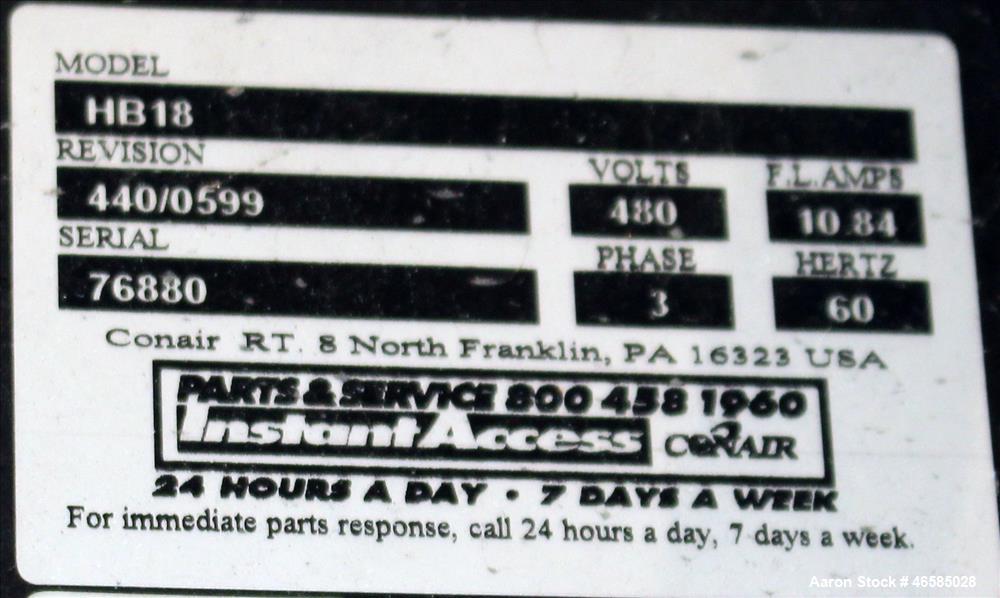 MODEL
HB18
REVISION
VOLTS
F.L.AMPS
440/0599
480
10.84
SERIAL
PHASE
HERTZ
76880
3
60
Conair RT. 8 North Franklin, PA 16323 USA
PARTS & SERVICE 800 458 1960
Instant Access CONAIR
24 HOURS A DAY • 7 DAYS A WEEK
For immediate parts response, call 24 hours a day, 7 days a week.
Aaron Stock # 46585028